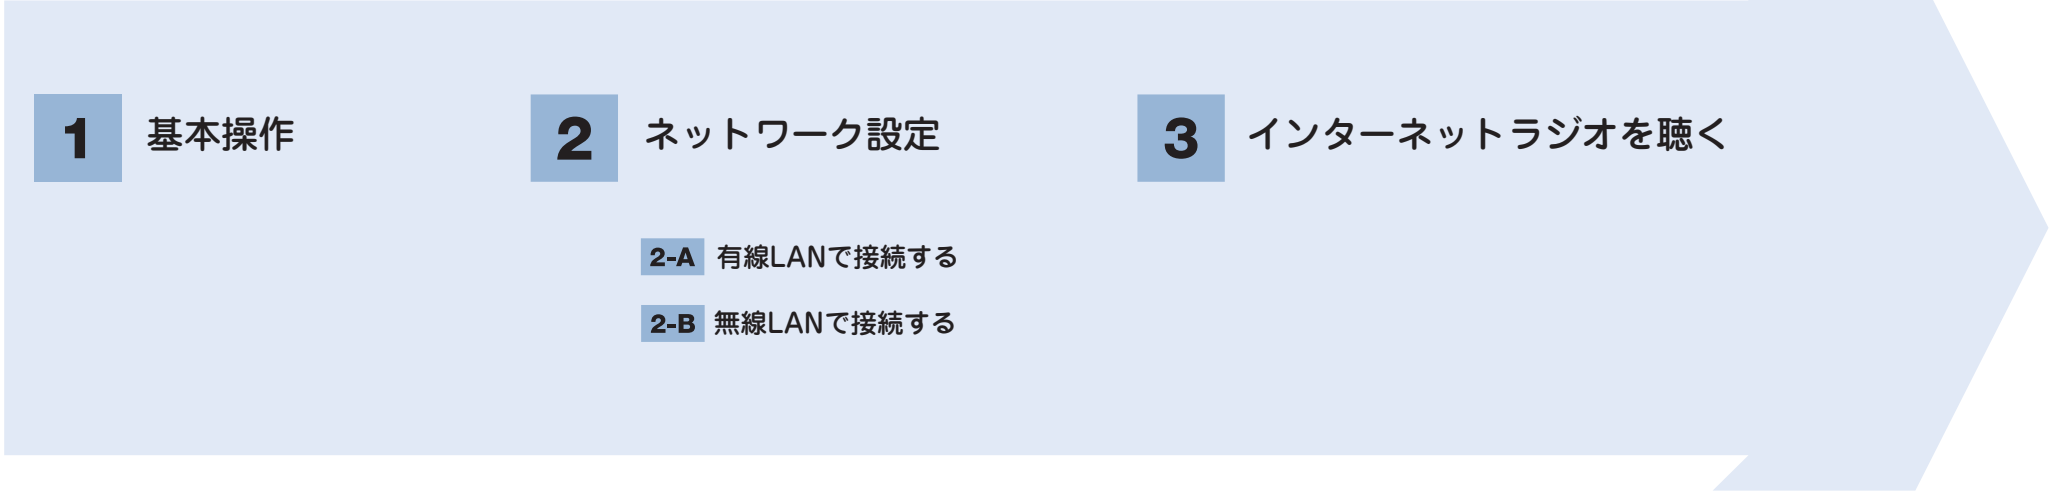 1 基本操作
2 ネットワーク設定
2-A 有線LANで接続する
2-B 無線LANで接続する
3 インターネットラジオを聴く